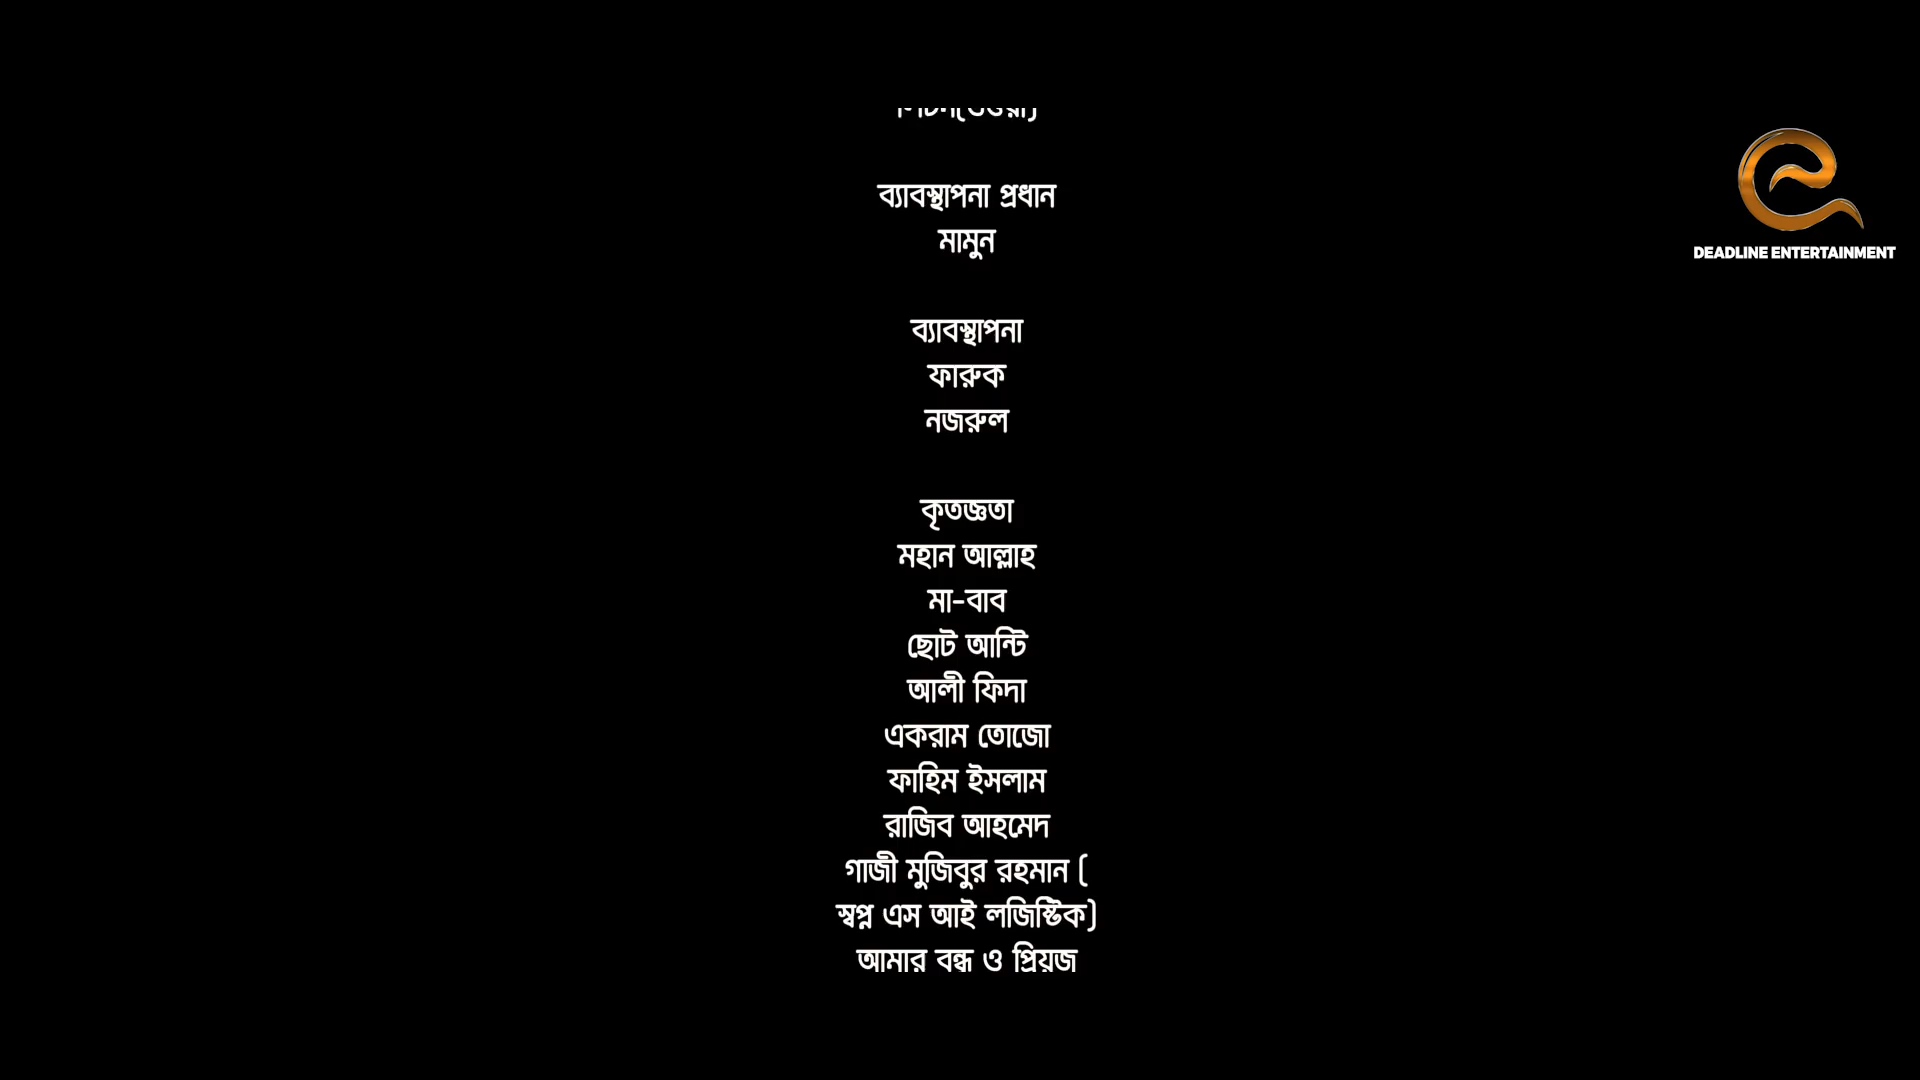 ব্যাবস্থাপনা প্রধান
মামুন
ব্যাবস্থাপনা
ফারুক
নজরুল
কৃতজ্ঞতা
মহান আল্লাহ
মা-বাব
ছোট আন্টি
আলী ফিদা
একরাম তোজো
ফাহিম ইসলাম
রাজিব আহমেদ
গাজী মুজিবুর রহমান (
স্বপ্ন এস আই লজিস্টিক)
আমার বন্ধ ও প্রিয়জ
DEADLINE ENTERTAINMENT